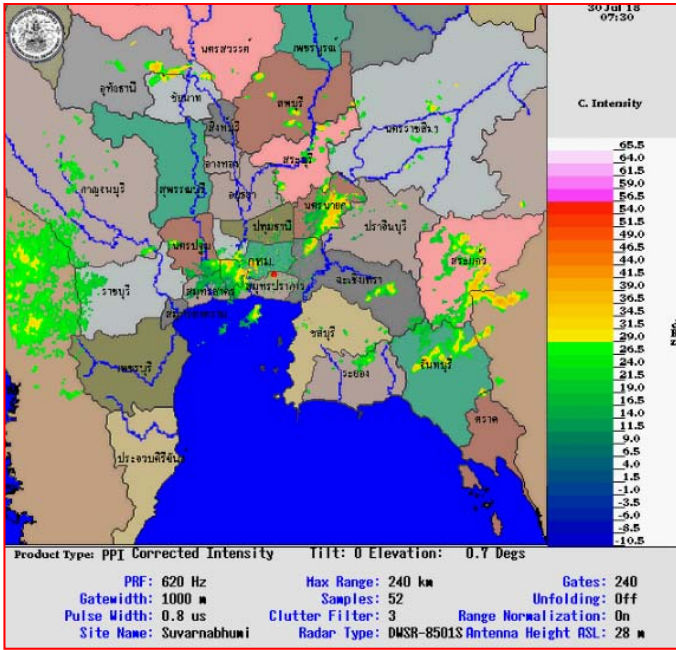 30 Jul 18
07:30
C. Intensity
นครสวรรค์
เพชรบูรณ์
อุทัยธานี
ชัยนาท
ลพบุรี
สิงห์บุรี
นครราชสีมา
อ่างทอง
สระบุรี
กาญจนบุรี
สุพรรณบุรี
อยุธยา
นครนายก
ปทุมธานี
ปราจีนบุรี
นครปฐม
กทม.
สระแก้ว
ราชบุรี
สมุทรสาคร
สมุทรปราการ
ฉะเชิงเทรา
สมุทรสงคราม
ชลบุรี
เพชรบุรี
ระยอง
จันทบุรี
ตราด
ประจวบคีรีขันธ์
65.5
64.0
61.5
59.0
56.5
54.0
51.5
49.0
46.5
44.0
41.5
39.0
36.5
34.0
31.5
29.0
26.5
24.0
21.5
19.0
16.5
14.0
11.5
9.0
6.5
4.0
1.5
-1.0
-3.5
-6.0
-8.5
-10.5
Product Type: PPI Corrected Intensity Tilt: 0 Elevation: 0.7 Degs
PRF: 620 Hz Max Range: 240 km Gates: 240
Gatewidth: 1000 m Samples: 52 Unfolding: Off
Pulse Width: 0.8 us Clutter Filter: 3 Range Normalization: On
Site Name: Suvarnabhumi Radar Type: DWSR-8501S Antenna Height ASL: 28 m